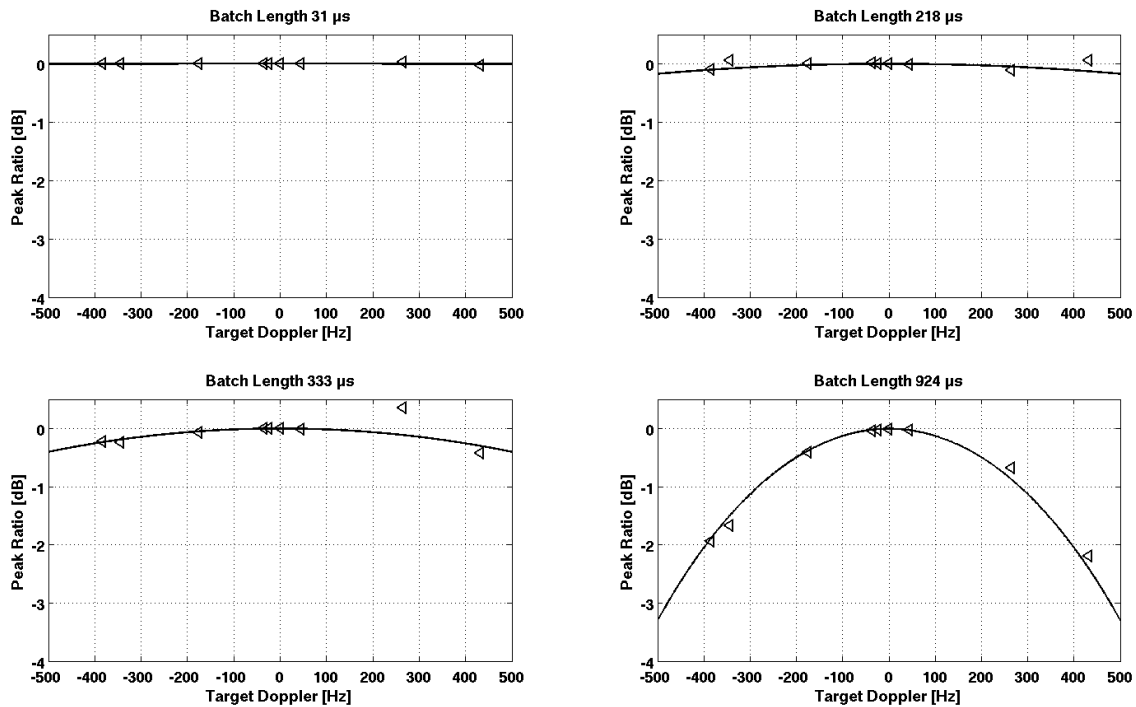 Batch Length 31 µs
Peak Ratio [dB]
0
-1
-2
-3
-4
-500 -400 -300 -200 -100 0 100 200 300 400 500
Target Doppler [Hz]
Batch Length 218 µs
Peak Ratio [dB]
0
-1
-2
-3
-4
-500 -400 -300 -200 -100 0 100 200 300 400 500
Target Doppler [Hz]
Batch Length 333 µs
Peak Ratio [dB]
0
-1
-2
-3
-4
-500 -400 -300 -200 -100 0 100 200 300 400 500
Target Doppler [Hz]
Batch Length 924 µs
Peak Ratio [dB]
0
-1
-2
-3
-4
-500 -400 -300 -200 -100 0 100 200 300 400 500
Target Doppler [Hz]